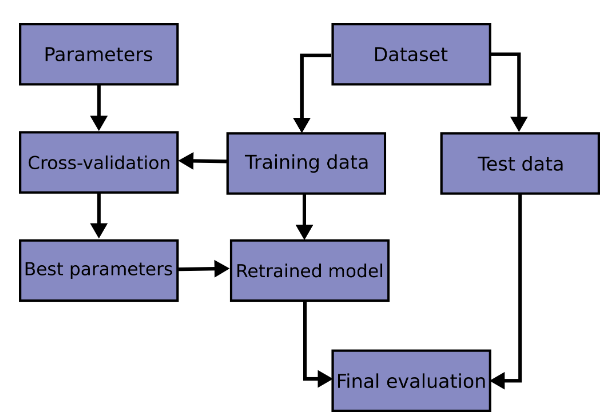 Parameters
Dataset
Cross-validation
Training data
Test data
Best parameters
Retrained model
Final evaluation